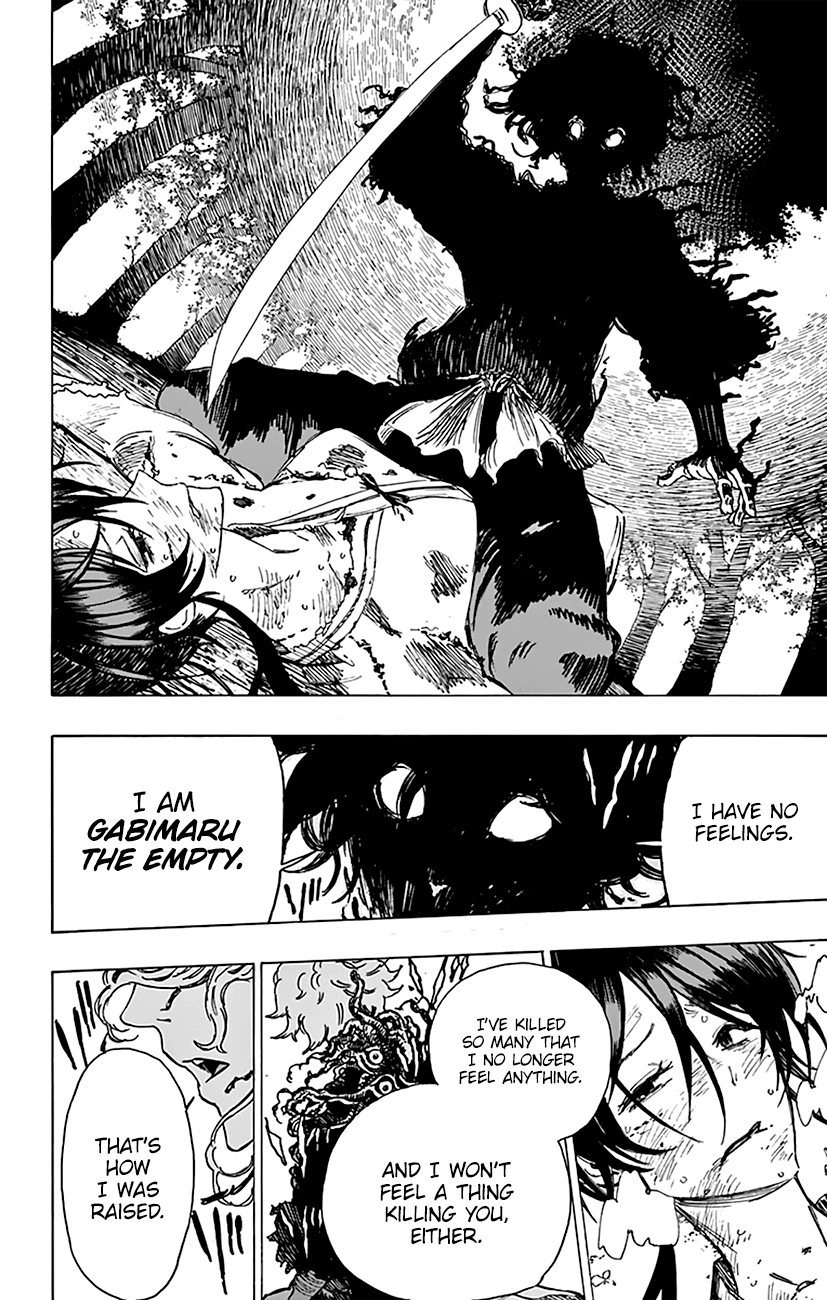 I HAVE NO
FEELINGS.
I AM
GABIMARU
THE EMPTY.
I'VE KILLED
SO MANY THAT
I NO LONGER
FEEL ANYTHING.
AND I WON'T
FEEL A THING
KILLING YOU,
EITHER.
THAT'S
HOW
I WAS
RAISED.